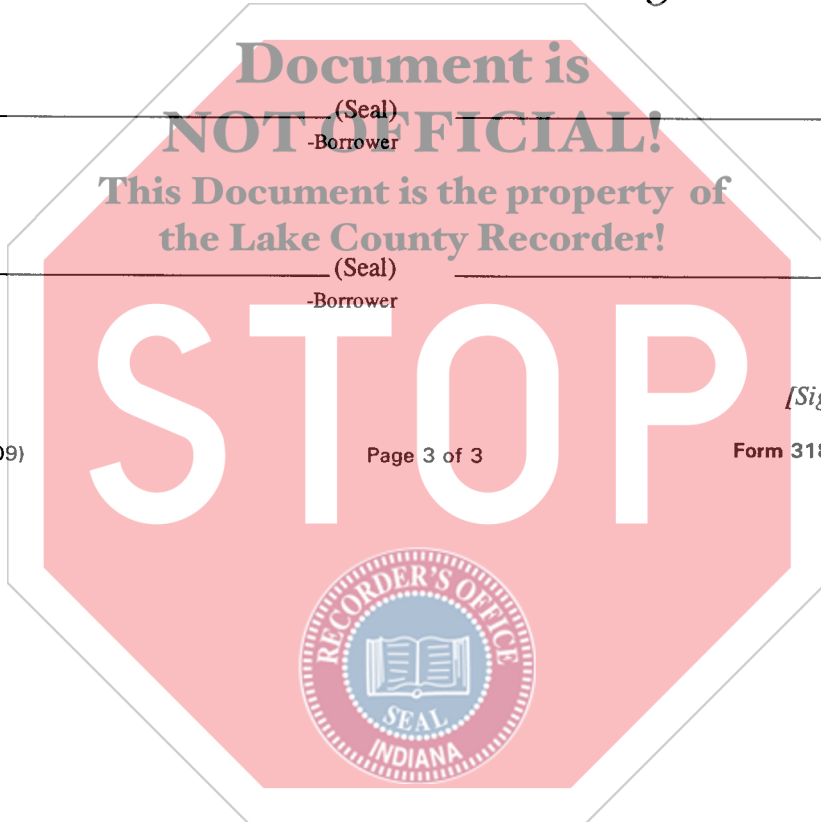 Document is
(Seal)
NOT OFFICIAL!
-Borrower
This Document is the property of
the Lake County Recorder!
(Seal)
-Borrower
STOP
[Sig
09)
Page 3 of 3
Form 318
RECORDER'S OFFICE
SEAL
INDIANA